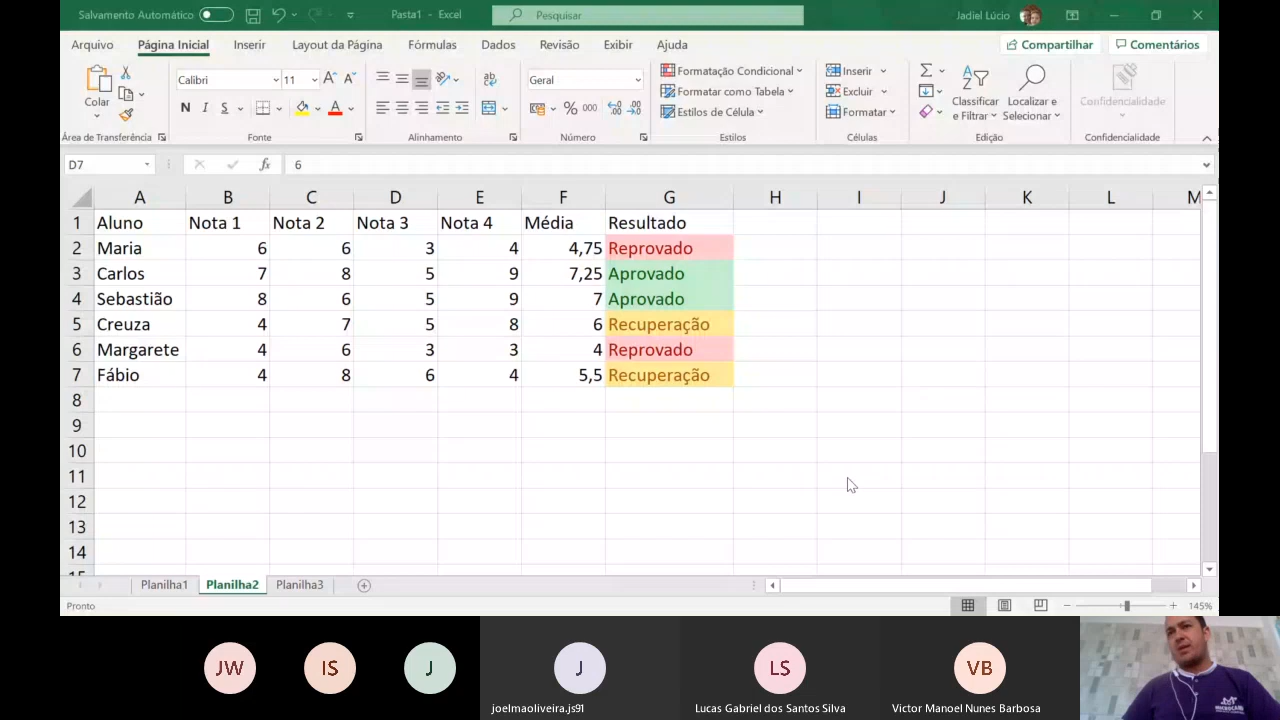 Salvamento Automático
Pasta1 - Excel
Pesquisar
Jadiel Lúcio
Arquivo
Página Inicial
Inserir
Layout da Página
Fórmulas
Dados
Revisão
Exibir
Ajuda
Compartilhar
Comentários
Colar
Calibri
11
N I S
Geral
% 000
Formatação Condicional
Formatar como Tabela
Estilos de Célula
Inserir
Excluir
Formatar
Classificar
e Filtrar
Localizar e
Selecionar
Confidencialidade
Área de Transferência
Fonte
Alinhamento
Número
Estilos
Células
Edição
Confidencialidade
D7
fx
6
A B C D E F G H I J K L M
1 Aluno Nota 1 Nota 2 Nota 3 Nota 4 Média Resultado
2 Maria 6 6 3 4 4,75 Reprovado
3 Carlos 7 8 5 9 7,25 Aprovado
4 Sebastião 8 6 5 9 7 Aprovado
5 Creuza 4 7 5 8 6 Recuperação
6 Margarete 4 6 3 3 4 Reprovado
7 Fábio 4 8 6 4 5,5 Recuperação
8
9
10
11
12
13
14
15
Planilha1
Planilha2
Planilha3
Pronto
145%
JW
IS
J
J
LS
VB
joelmaoliveira.js91
Lucas Gabriel dos Santos Silva
Victor Manoel Nunes Barbosa